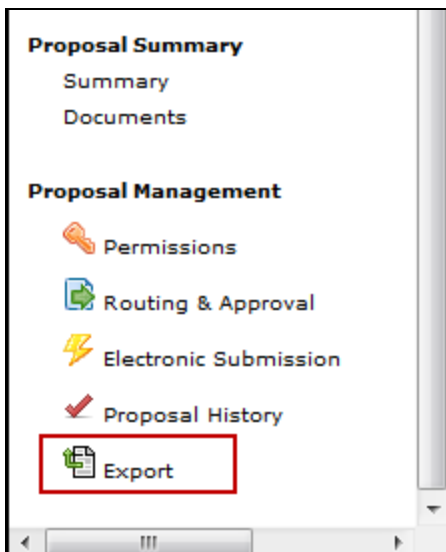 Proposal Summary
Summary
Documents
Proposal Management
Permissions
Routing & Approval
Electronic Submission
Proposal History
Export